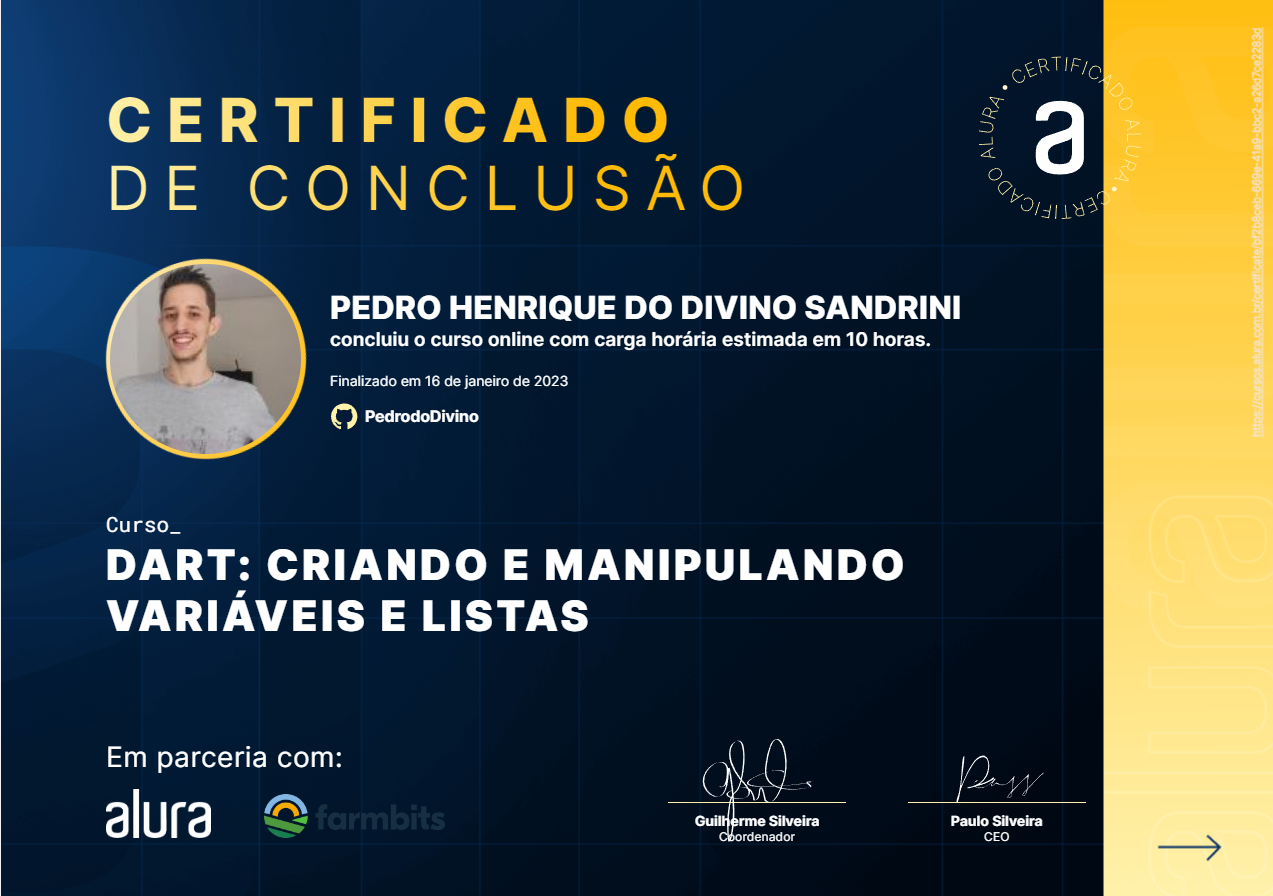 CERTIFICADO
DE CONCLUSÃO
CERTIFICADO ALURA • CERTIFICADO ALURA •
a
PEDRO HENRIQUE DO DIVINO SANDRINI
concluiu o curso online com carga horária estimada em 10 horas.
Finalizado em 16 de janeiro de 2023
PedrodoDivino
Curso_
DART: CRIANDO E MANIPULANDO
VARIÁVEIS E LISTAS
Em parceria com:
alura
farmbits
Guilherme Silveira
Coordenador
Paulo Silveira
CEO
alura